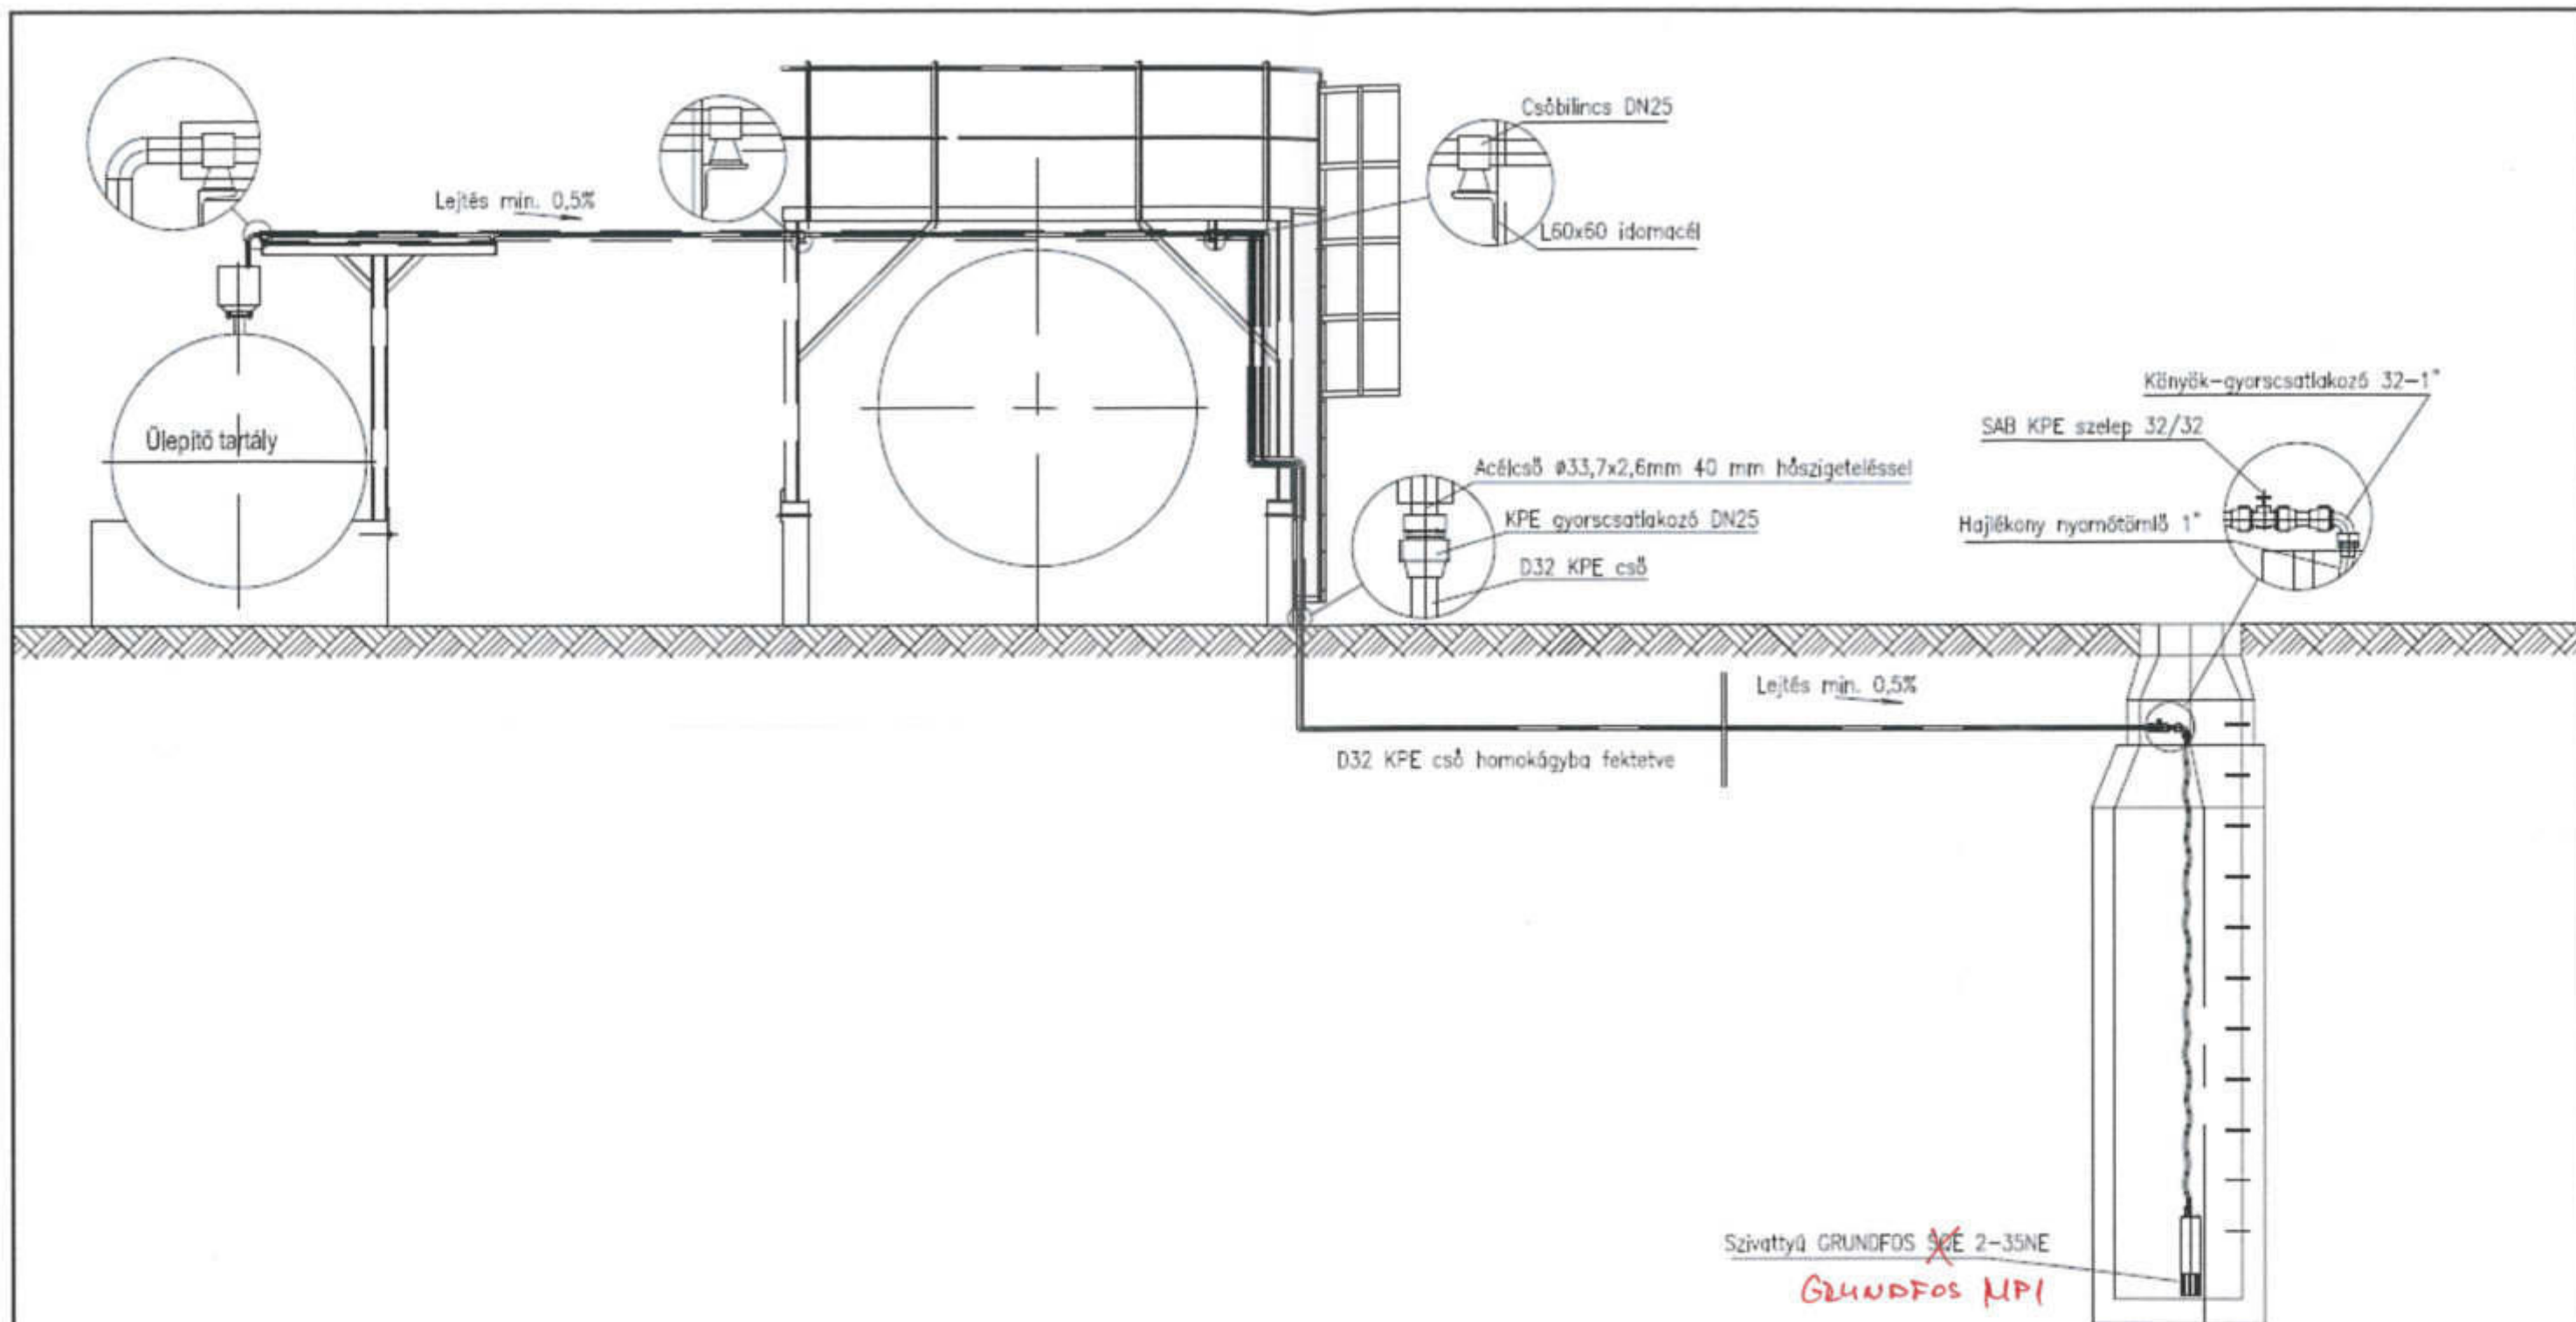 Csőbilincs DN25
Lejtés min. 0,5%
L60x60 idomacél
Könyök-gyorscsatlakozó 32-1"
SAB KPE szelep 32/32
Ülepítő tartály
Acélcső ø33,7x2,6mm 40 mm hőszigeteléssel
KPE gyorscsatlakozó DN25
Hajlékony nyomótömlő 1"
D32 KPE cső
Lejtés min. 0,5%
D32 KPE cső homokágyba fektetve
Szivattyú GRUNDFOS SQE 2-35NE
GRUNDFOS MP1